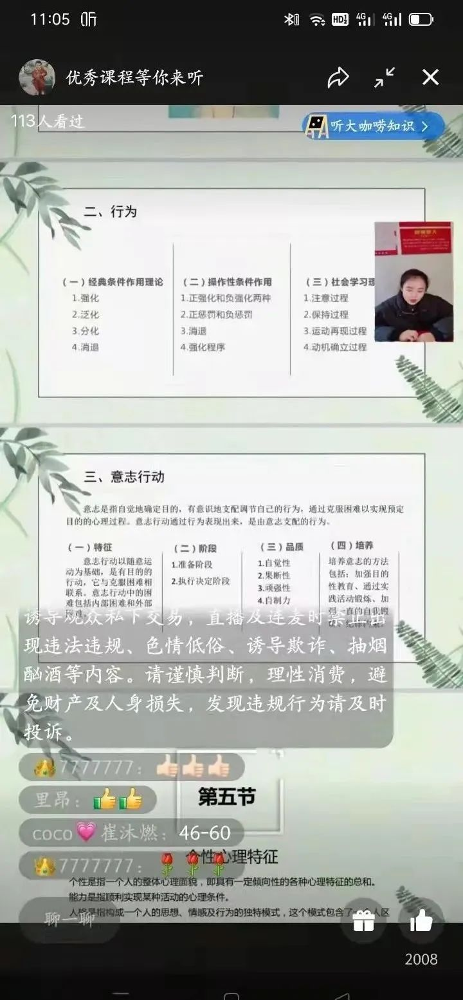 11:05
HD
4G
4G
优秀课程等你来听
113人看过
听大咖唠知识 >
二、行为
（一）经典条件作用理论
1.强化
2.泛化
3.分化
4.消退
（二）操作性条件作用
1.正强化和负强化两种
2.正惩罚和负惩罚
3.消退
4.强化程序
（三）社会学习理
1.注意过程
2.保持过程
3.运动再现过程
4.动机确立过程
三、意志行动
意志是指自觉地确定目的，有意识地支配调节自己的行为，通过克服困难以实现预定
目的的心理过程。意志行动通过行为表现出来，是由意志支配的行为。
（一）特征
意志行动以随意运
动为基础，是有目的的
行动，它与克服困难相
联系。意志行动中的困
难包括内部困难和外部
（二）阶段
1.准备阶段
2.执行决定阶段
（三）品质
1.自觉性
2.果断性
3.顽强性
4.自制力
（四）培养
培养意志的方法
包括：加强目的
性教育、通过实
践活动锻炼、加
诱导观众私下交易，直播及连麦时禁止出
现违法违规、色情低俗、诱导欺诈、抽烟
酗酒等内容。请谨慎判断，理性消费，避
免财产及人身损失，发现违规行为请及时
投诉。
7777777：
里昂：
coco💗崔沐燃：46-60
7777777：🌹🌹🌹
第五节
个性心理特征
个性是指一个人的整体心理面貌，即具有一定倾向性的各种心理特征的总和。
能力是指顺利实现某种活动的心理条件。
人格是指构成一个人的思想、情感及行为的独特模式，这个模式包含了一个人区
聊一聊
2008